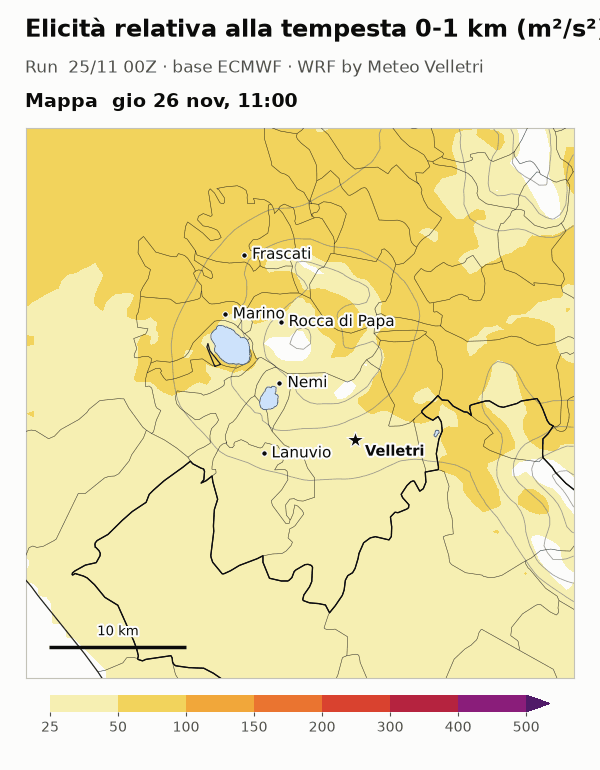 Elicità relativa alla tempesta 0-1 km (m²/s²)
Run 25/11 00Z · base ECMWF · WRF by Meteo Velletri
Mappa gio 26 nov, 11:00
Frascati
Marino
Rocca di Papa
Nemi
Velletri
Lanuvio
10 km
25 50 100 150 200 300 400 500